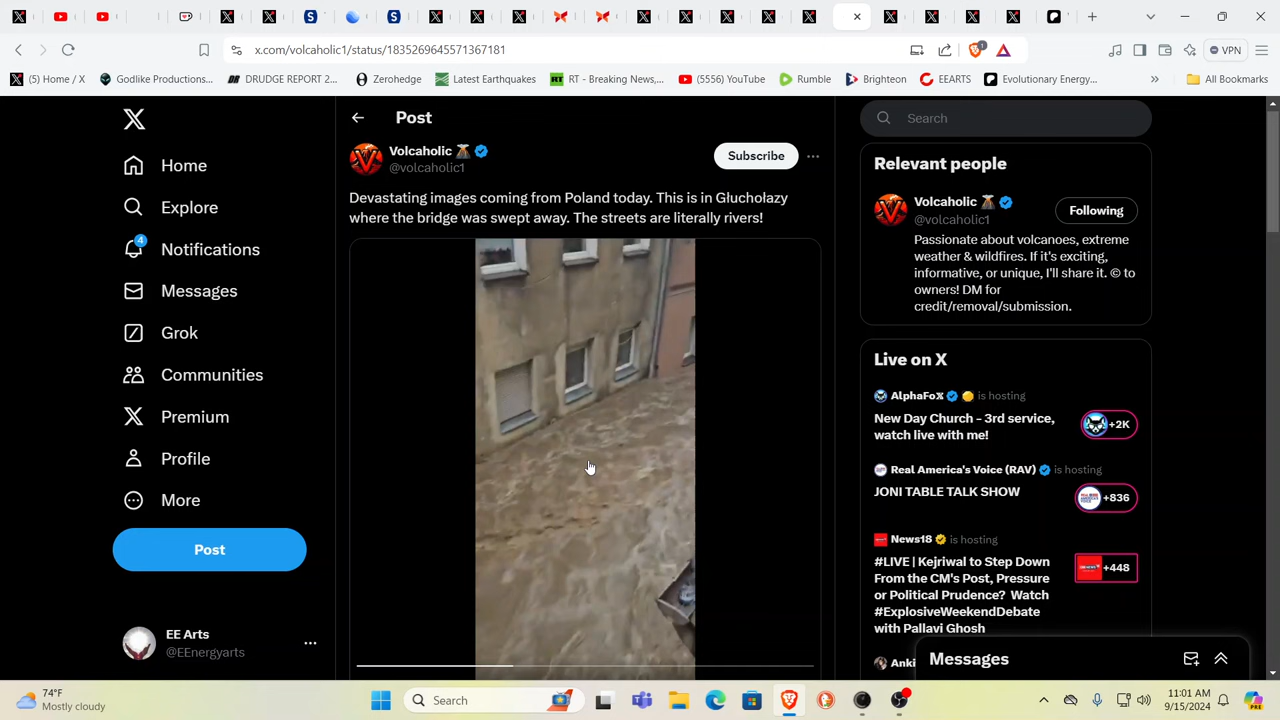 x.com/volcaholic1/status/1835269645571367181
VPN
(5) Home / X
Godlike Productions...
DRUDGE REPORT 2...
Zerohedge
Latest Earthquakes
RT - Breaking News,...
(5556) YouTube
Rumble
Brighteon
EEARTS
Evolutionary Energy...
All Bookmarks
Post
Search
Volcaholic
@volcaholic1
Subscribe
Devastating images coming from Poland today. This is in Glucholazy
where the bridge was swept away. The streets are literally rivers!
Home
Explore
4
Notifications
Messages
Grok
Communities
Premium
Profile
More
Post
EE Arts
@EEnergyarts
Relevant people
Volcaholic
@volcaholic1
Following
Passionate about volcanoes, extreme
weather & wildfires. If it's exciting,
informative, or unique, I'll share it. © to
owners! DM for
credit/removal/submission.
Live on X
AlphaFoX is hosting
New Day Church – 3rd service,
watch live with me!
+2K
Real America's Voice (RAV) is hosting
JONI TABLE TALK SHOW
+836
News18 is hosting
#LIVE | Kejriwal to Step Down
From the CM's Post, Pressure
or Political Prudence? Watch
#ExplosiveWeekendDebate
with Pallavi Ghosh
+448
Anki
Messages
74°F
Mostly cloudy
Search
11:01 AM
9/15/2024